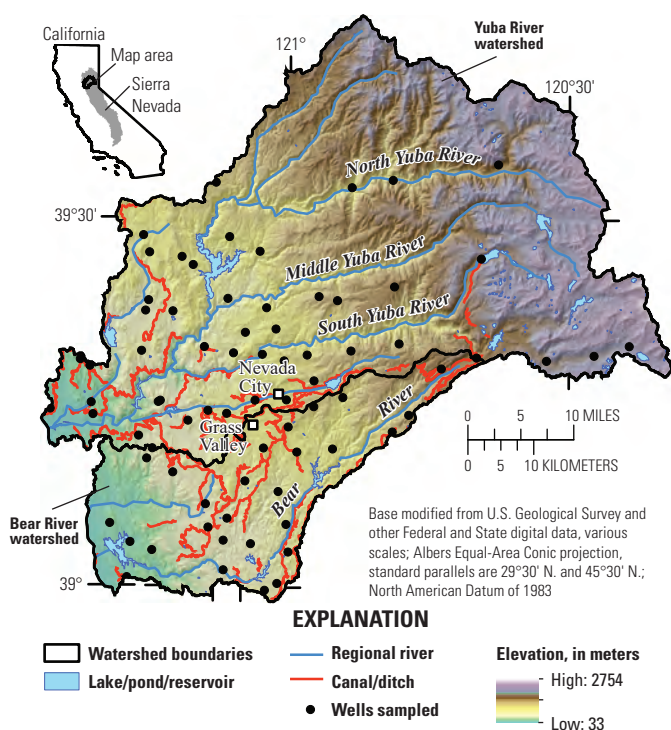 California
Map area
Sierra
Nevada
121°
Yuba River
watershed
120°30'
39°30'
North Yuba River
Middle Yuba River
South Yuba River
Nevada
City
Grass
Valley
Bear
River
0 5 10 MILES
0 5 10 KILOMETERS
Bear River
watershed
39°
Base modified from U.S. Geological Survey and
other Federal and State digital data, various
scales; Albers Equal-Area Conic projection,
standard parallels are 29°30' N. and 45°30' N.;
North American Datum of 1983
EXPLANATION
Watershed boundaries
Lake/pond/reservoir
Regional river
Canal/ditch
Wells sampled
Elevation, in meters
High: 2754
Low: 33